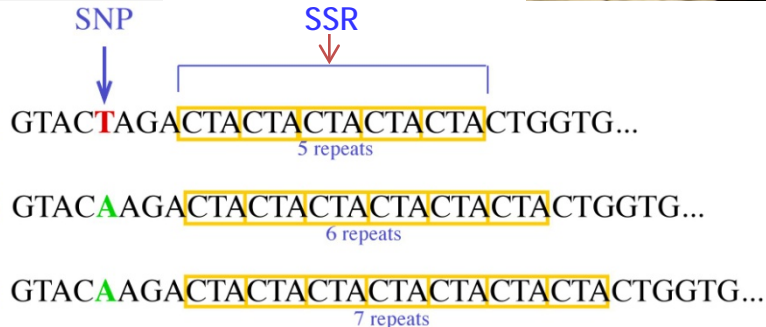 SNP SSR
GTACTAGACTACTACTACTACTACTGGTG...
5 repeats
GTACAAGACTACTACTACTACTACTACTGGTG...
6 repeats
GTACAAGACTACTACTACTACTACTACTACTGGTG...
7 repeats